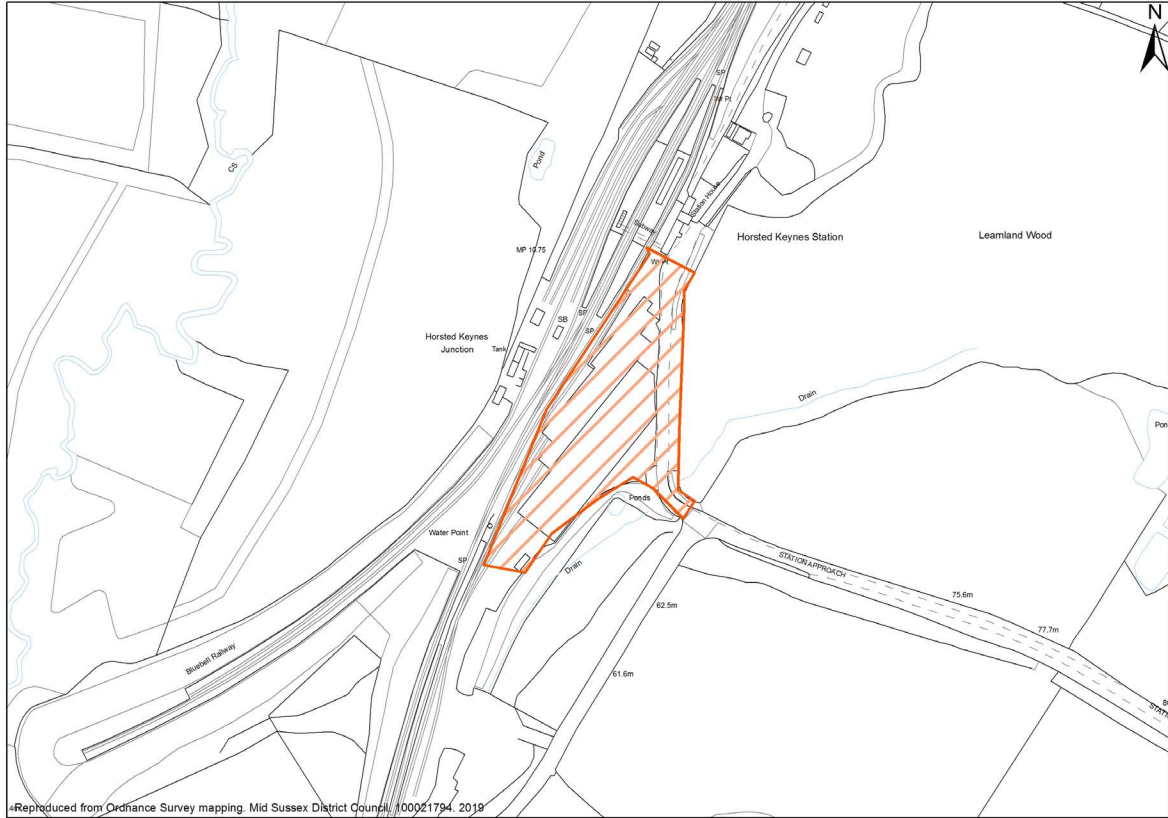 N
SP
CS
Pond
Station House
Subway
Horsted Keynes Station
Leamland Wood
MP 10.75
SB
SP
SP
Horsted Keynes
Junction
Tank
Drain
Ponds
Water Point
SP
Drain
STATION APPROACH
75.6m
62.5m
77.7m
Bluebell Railway
61.6m
Reproduced from Ordnance Survey mapping. Mid Sussex District Council. 100021794. 2019